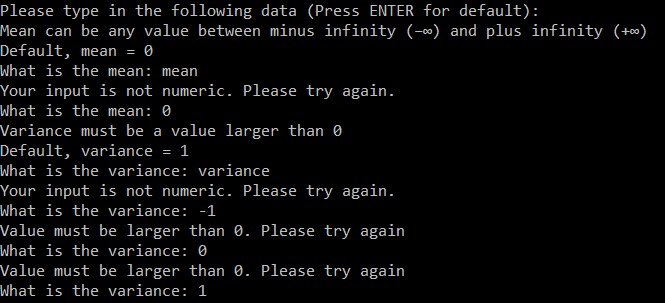 Please type in the following data (Press ENTER for default):
Mean can be any value between minus infinity (−∞) and plus infinity (+∞)
Default, mean = 0
What is the mean: mean
Your input is not numeric. Please try again.
What is the mean: 0
Variance must be a value larger than 0
Default, variance = 1
What is the variance: variance
Your input is not numeric. Please try again.
What is the variance: -1
Value must be larger than 0. Please try again
What is the variance: 0
Value must be larger than 0. Please try again
What is the variance: 1